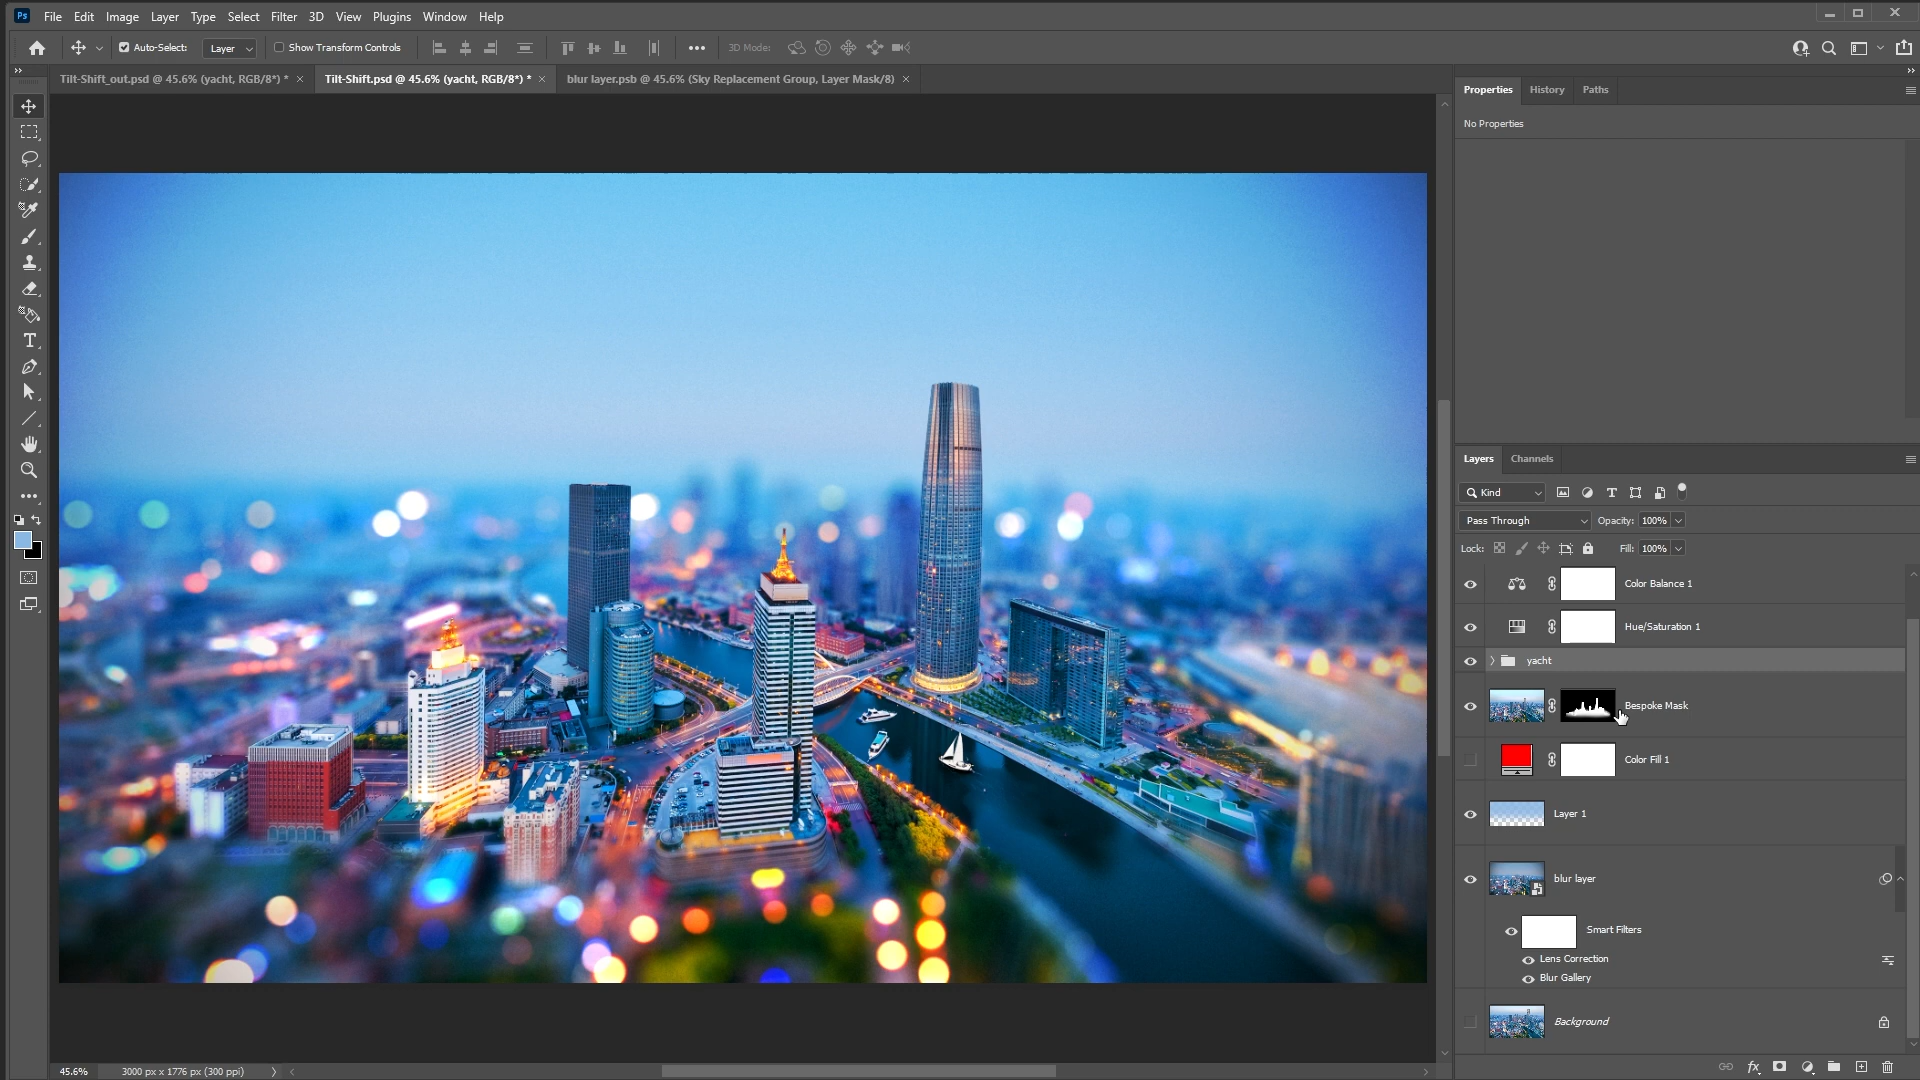 Ps File Edit Image Layer Type Select Filter 3D View Plugins Window Help
Auto-Select: Layer Show Transform Controls 3D Mode:
Tilt-Shift_out.psd @ 45.6% (yacht, RGB/8*) * Tilt-Shift.psd @ 45.6% (yacht, RGB/8*) * blur layer.psb @ 45.6% (Sky Replacement Group, Layer Mask/8)
Properties History Paths
No Properties
Layers Channels
Kind
Pass Through Opacity: 100%
Lock: Fill: 100%
Color Balance 1
Hue/Saturation 1
yacht
Bespoke Mask
Color Fill 1
Layer 1
blur layer
Smart Filters
Lens Correction
Blur Gallery
Background
45.6% 3000 px x 1776 px (300 ppi)